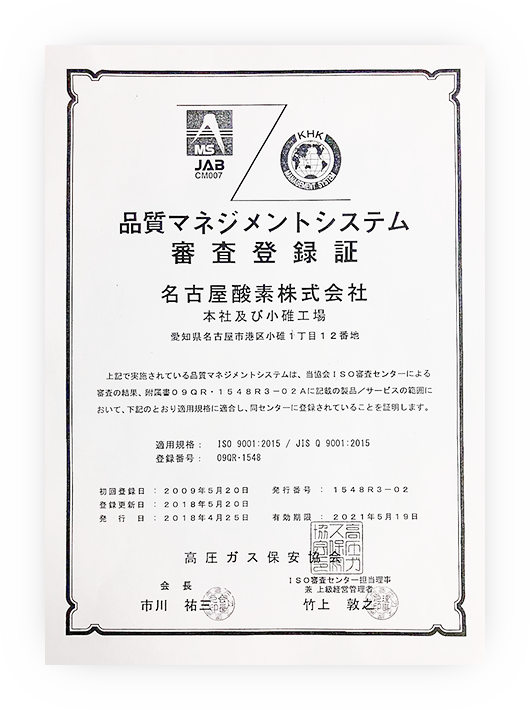 MS
JAB
CM007
KHK
MANAGEMENT SYSTEM
品質マネジメントシステム
審査登録証
名古屋酸素株式会社
本社及び小碓工場
愛知県名古屋市港区小碓1丁目12番地
上記で実施されている品質マネジメントシステムは、当協会ISO審査センターによる
審査の結果、附属書09QR・1548R3-02Aに記載の製品/サービスの範囲に
おいて、下記のとおり適用規格に適合し、同センターに登録されていることを証明します。
適用規格: ISO 9001:2015 / JIS Q 9001:2015
登録番号: 09QR・1548
初回登録日:2009年5月20日 発行番号:1548R3-02
登録更新日:2018年5月20日
発行日:2018年4月25日 有効期限:2021年5月19日
高圧ガス保安協会
会長 ISO審査センター担当理事
兼 上級経営管理者
市川 祐三 竹上 敦之